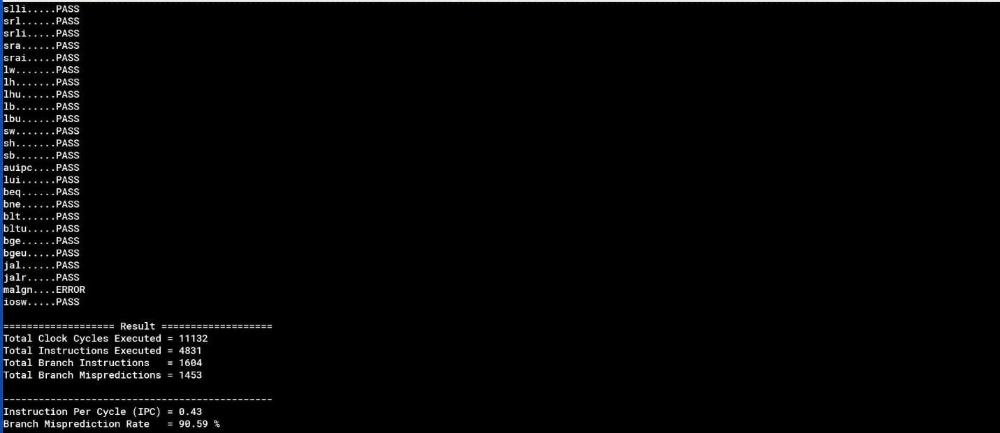 slli.....PASS
srl......PASS
srli.....PASS
sra......PASS
srai.....PASS
lw.......PASS
lh.......PASS
lhu......PASS
lb.......PASS
lbu......PASS
sw.......PASS
sh.......PASS
sb.......PASS
auipc....PASS
lui......PASS
beq......PASS
bne......PASS
blt......PASS
bltu.....PASS
bge......PASS
bgeu.....PASS
jal......PASS
jalr.....PASS
malgn....ERROR
iosw.....PASS
=================== Result ===================
Total Clock Cycles Executed = 11132
Total Instructions Executed = 4831
Total Branch Instructions   = 1604
Total Branch Mispredictions = 1453
----------------------------------------------
Instruction Per Cycle (IPC) = 0.43
Branch Misprediction Rate   = 90.59 %